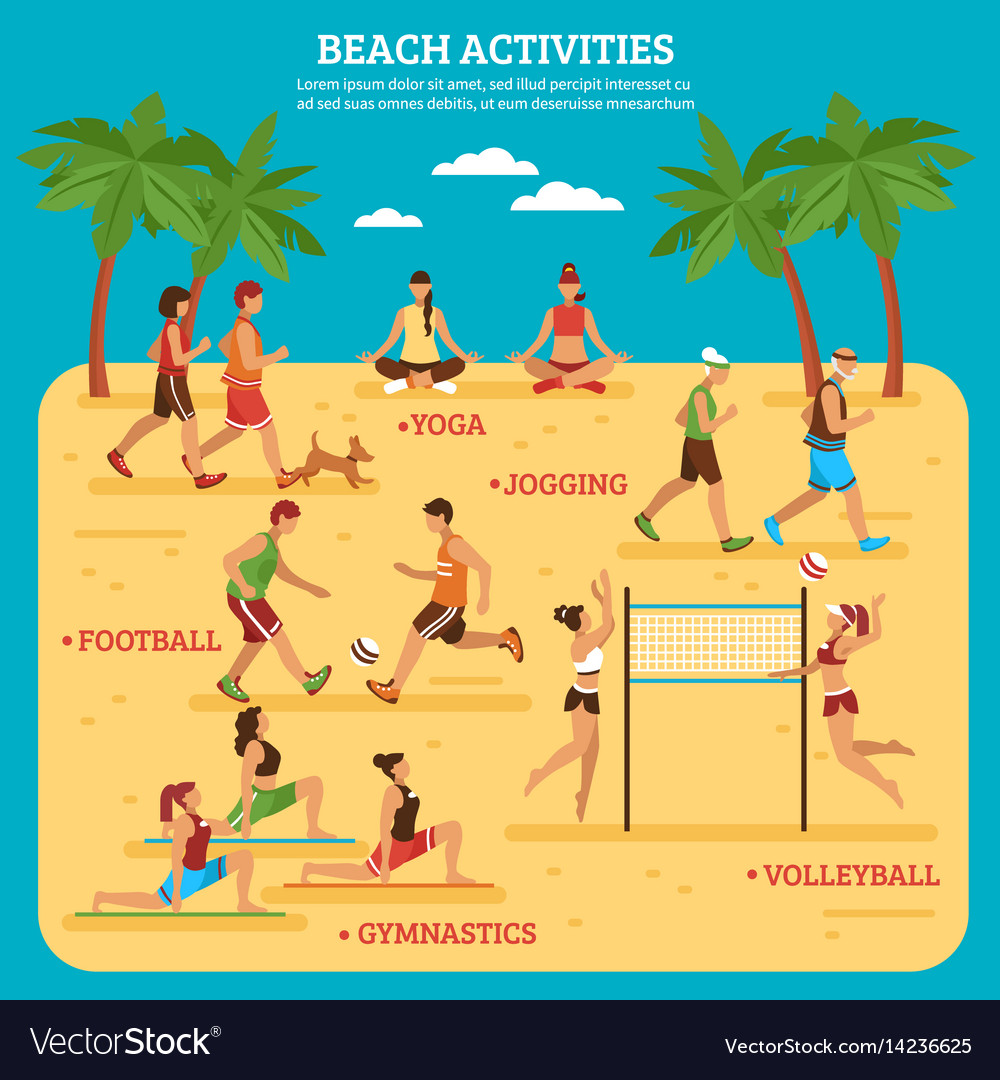 BEACH ACTIVITIES
Lorem ipsum dolor sit amet, sed illud percipit inciderint cu
ad sed suas omnes debitis, ut eum deseruisse mnesarchum
•YOGA
•JOGGING
•FOOTBALL
•VOLLEYBALL
•GYMNASTICS
VectorStock®
VectorStock.com/14236625